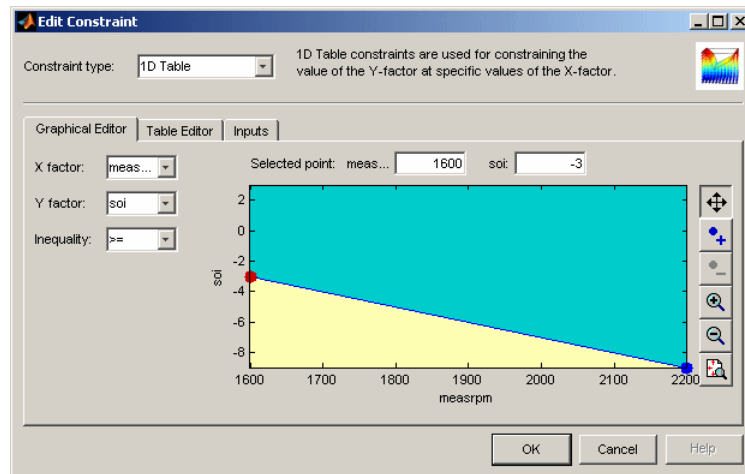 Edit Constraint
Constraint type: 1D Table
1D Table constraints are used for constraining the
value of the Y-factor at specific values of the X-factor.
Graphical Editor Table Editor Inputs
X factor: meas...
Y factor: soi
Inequality: >=
Selected point: meas... 1600 soi: -3
2
0
-2
-4
-6
-8
soi
1600 1700 1800 1900 2000 2100 2200
measrpm
OK Cancel Help